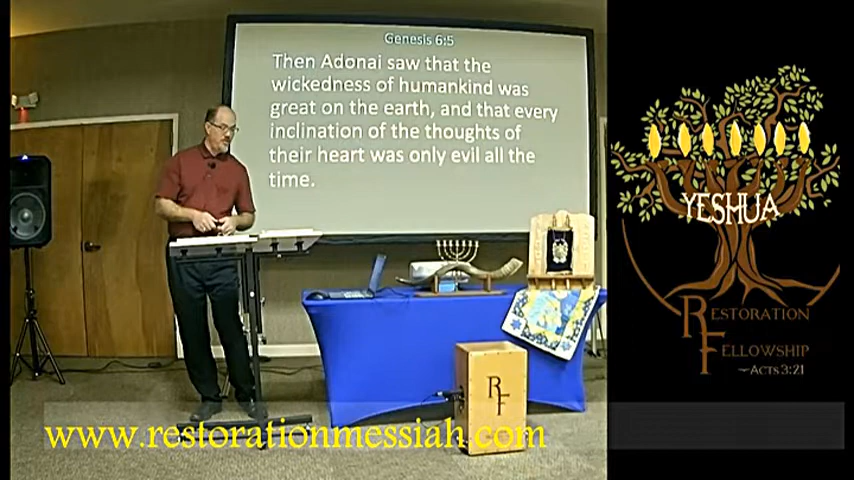 Genesis 6:5
Then Adonai saw that the
wickedness of humankind was
great on the earth, and that every
inclination of the thoughts of
their heart was only evil all the
time.
YESHUA
RESTORATION
FELLOWSHIP
~ACTS 3:21
RF
www.restorationmessiah.com